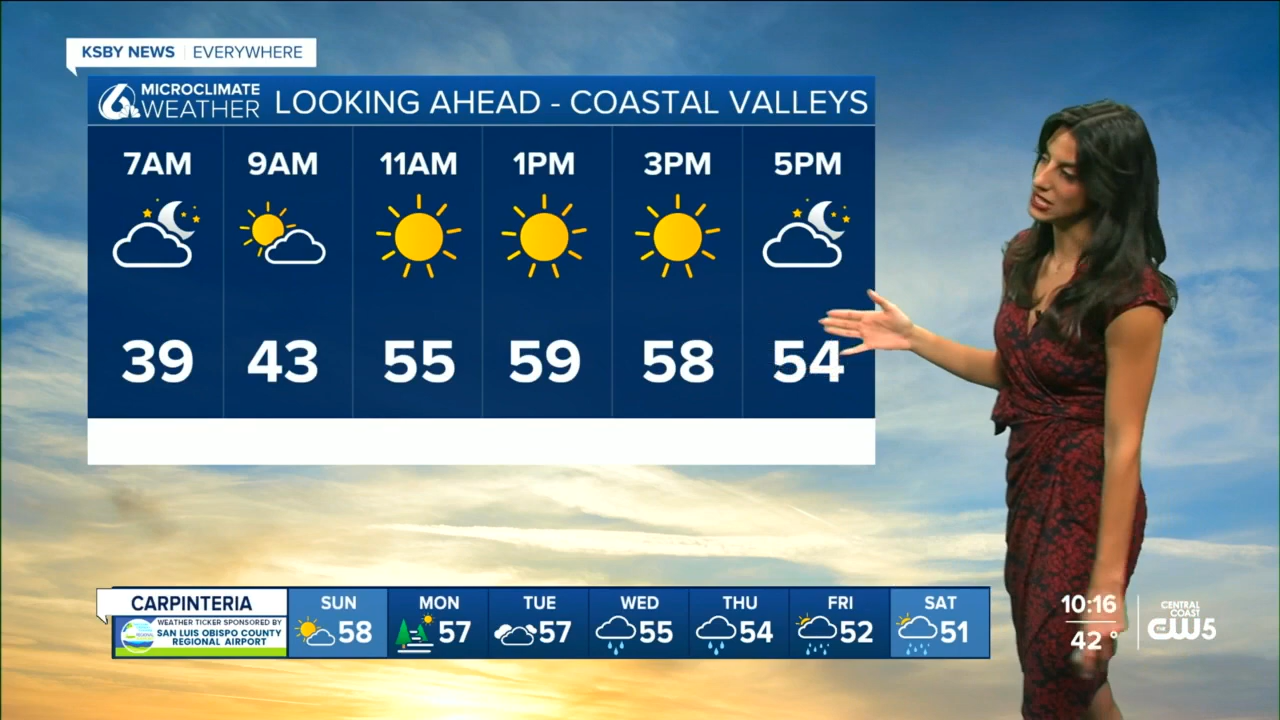 KSBY NEWS | EVERYWHERE
6 MICROCLIMATE WEATHER LOOKING AHEAD - COASTAL VALLEYS
7AM 9AM 11AM 1PM 3PM 5PM
39 43 55 59 58 54
CARPINTERIA
WEATHER TICKER SPONSORED BY
SAN LUIS OBISPO COUNTY
REGIONAL AIRPORT
SUN MON TUE WED THU FRI SAT
58 57 57 55 54 52 51
10:16
42°
CENTRAL
COAST
CW5